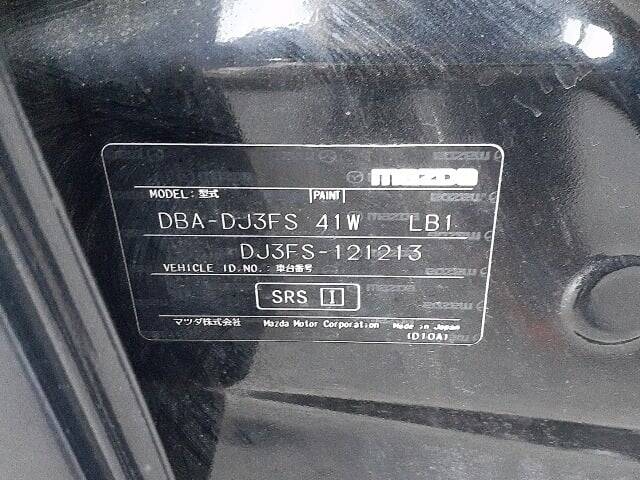 mazda
MODEL:型式 PAINT
DBA-DJ3FS 41W LB1
DJ3FS-121213
VEHICLE ID.NO.:車台番号
SRS I
マツダ株式会社 Mazda Motor Corporation Made in Japan
(D10A)